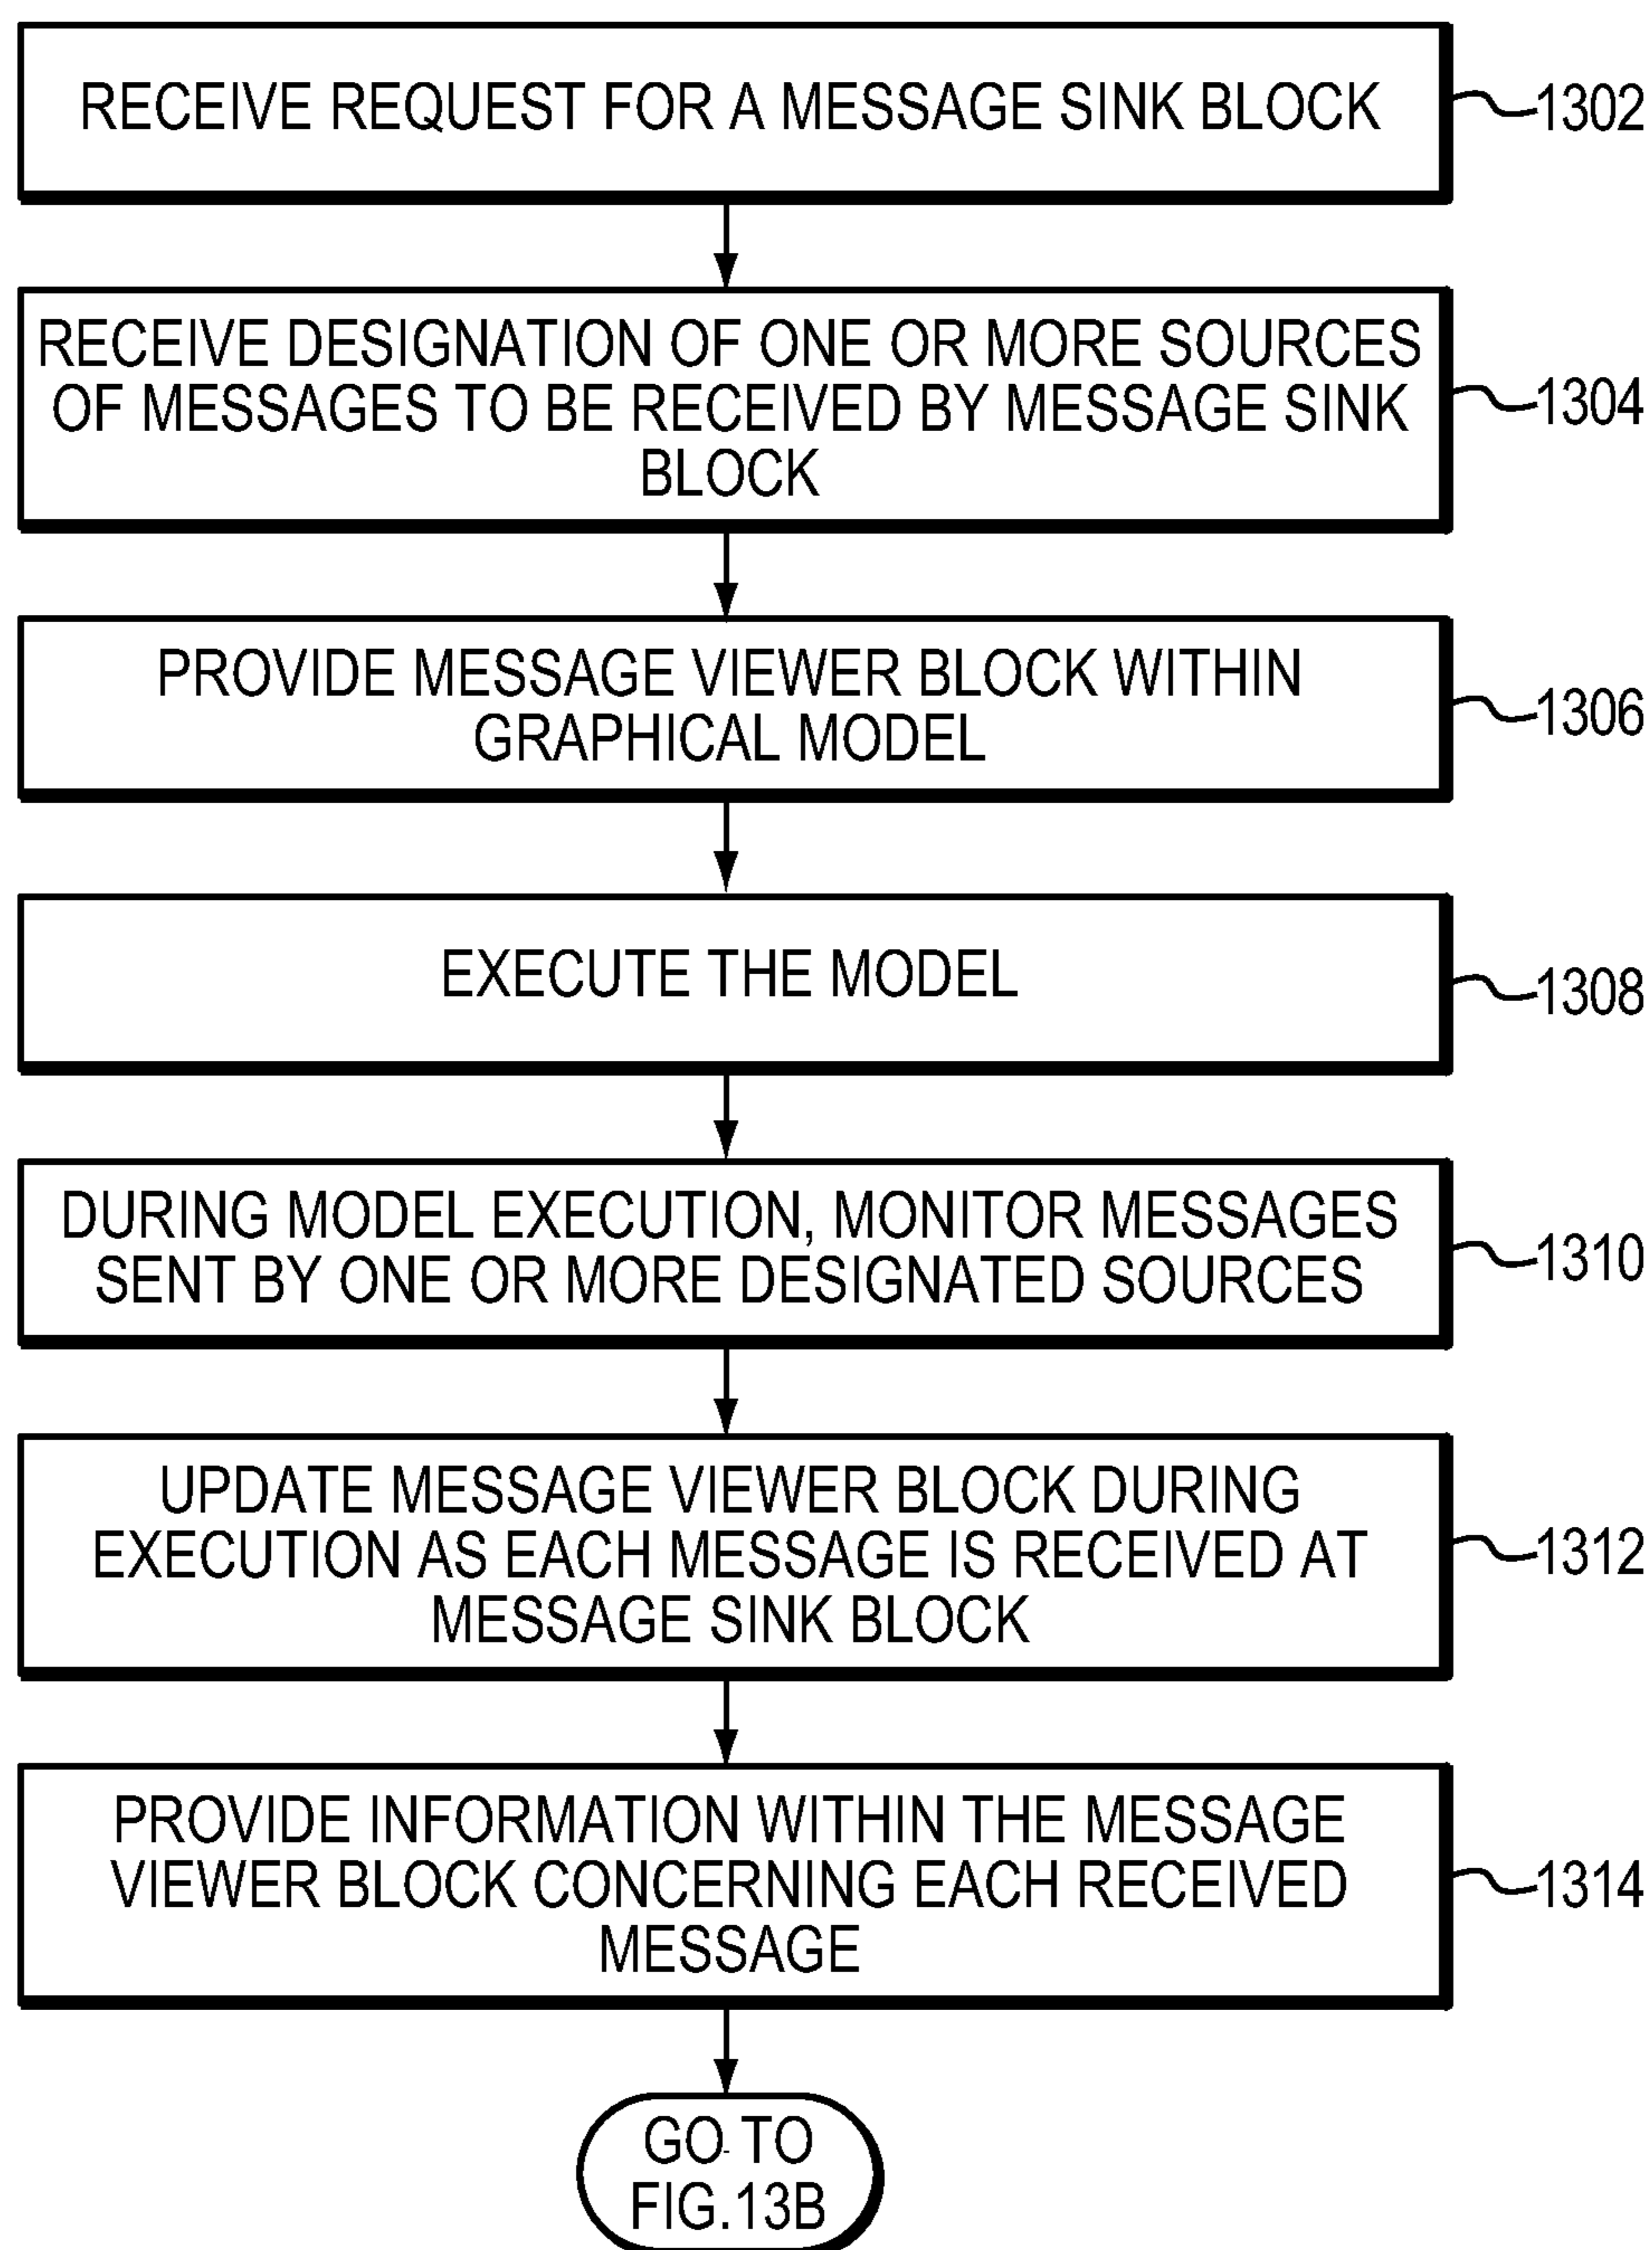 RECEIVE REQUEST FOR A MESSAGE SINK BLOCK
1302
RECEIVE DESIGNATION OF ONE OR MORE SOURCES
OF MESSAGES TO BE RECEIVED BY MESSAGE SINK
BLOCK
1304
PROVIDE MESSAGE VIEWER BLOCK WITHIN
GRAPHICAL MODEL
1306
EXECUTE THE MODEL
1308
DURING MODEL EXECUTION, MONITOR MESSAGES
SENT BY ONE OR MORE DESIGNATED SOURCES
1310
UPDATE MESSAGE VIEWER BLOCK DURING
EXECUTION AS EACH MESSAGE IS RECEIVED AT
MESSAGE SINK BLOCK
1312
PROVIDE INFORMATION WITHIN THE MESSAGE
VIEWER BLOCK CONCERNING EACH RECEIVED
MESSAGE
1314
GO TO
FIG.13B